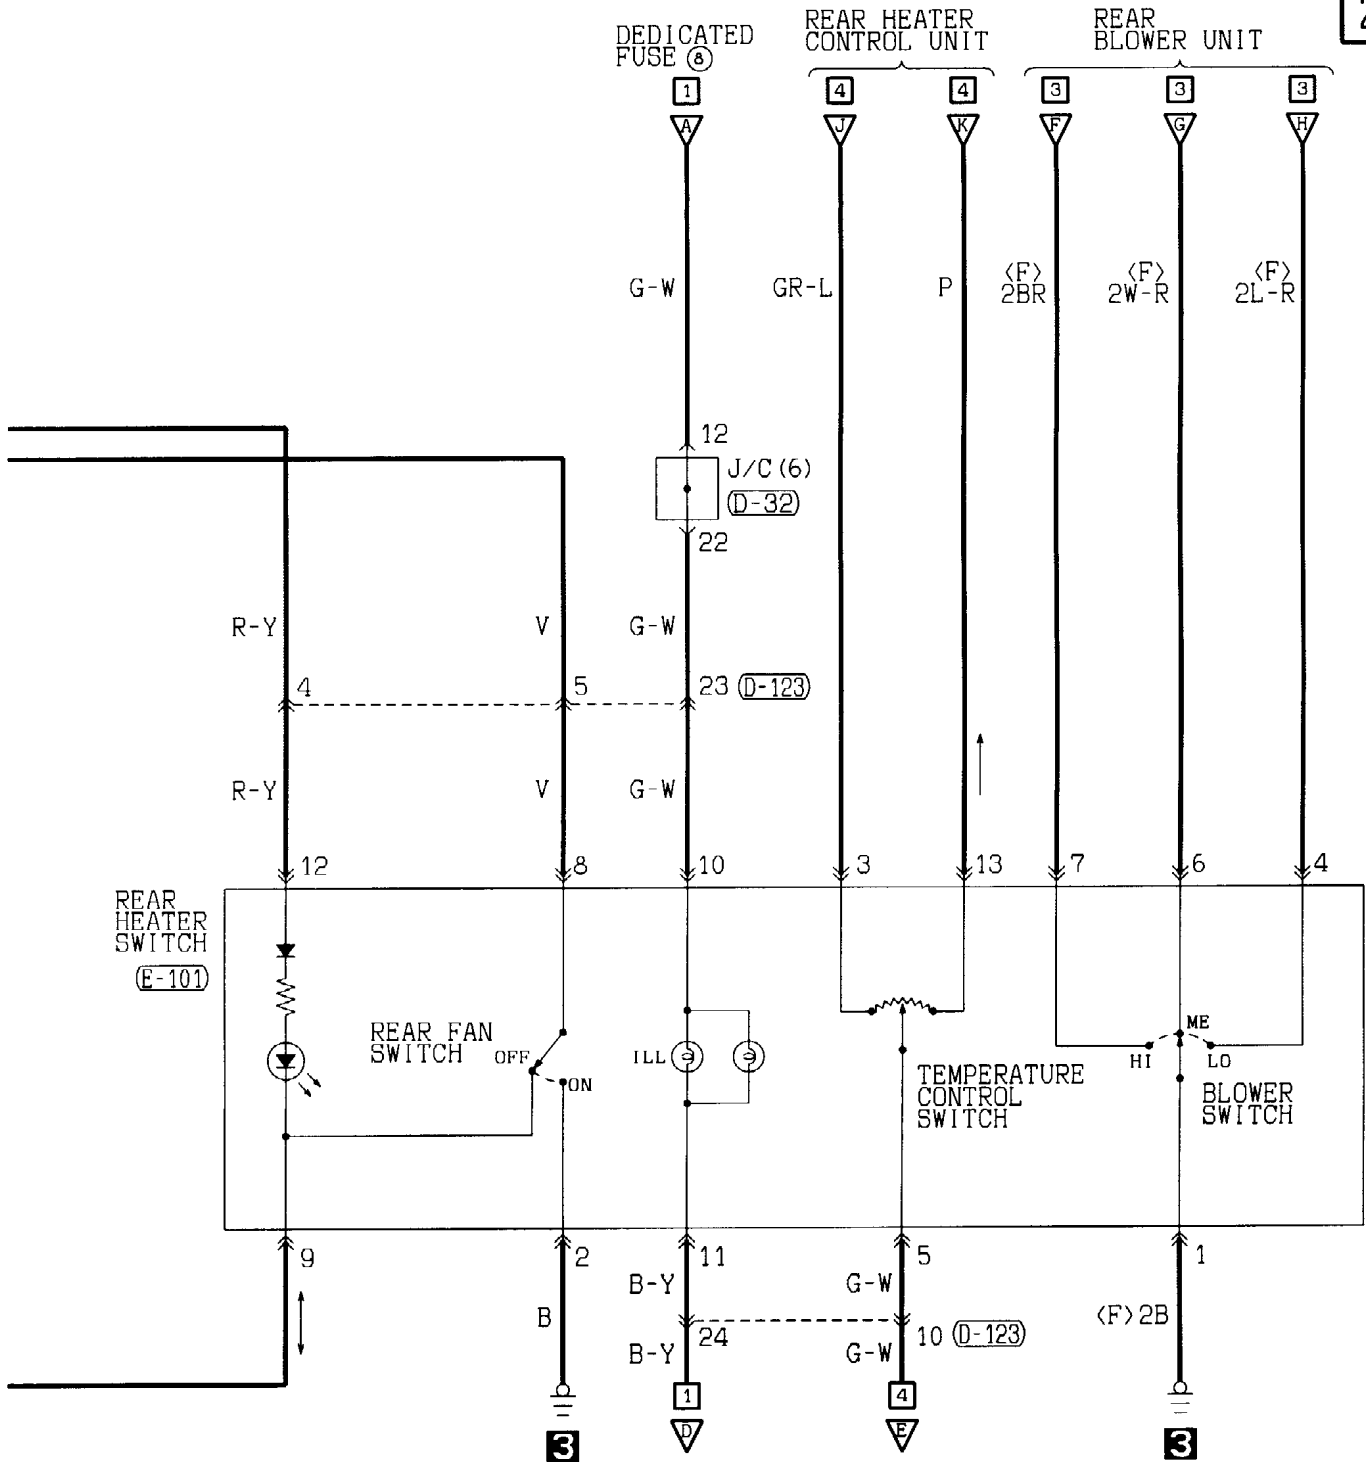 DEDICATED
FUSE ⑧
REAR HEATER
CONTROL UNIT
REAR
BLOWER UNIT
1 4 4 3 3 3
A J K F G H
G-W GR-L P <F> <F> <F>
2BR 2W-R 2L-R
12
J/C (6)
D-32
22
R-Y V G-W
4 5 23 D-123
R-Y V G-W
12 8 10 3 13 7 6 4
REAR
HEATER
SWITCH
E-101
REAR FAN
SWITCH
OFF
ON
ILL
TEMPERATURE
CONTROL
SWITCH
ME
HI LO
BLOWER
SWITCH
9 2 11 5 1
B-Y G-W
B <F>2B
24 10 D-123
B-Y G-W
1 4
D E
3 3